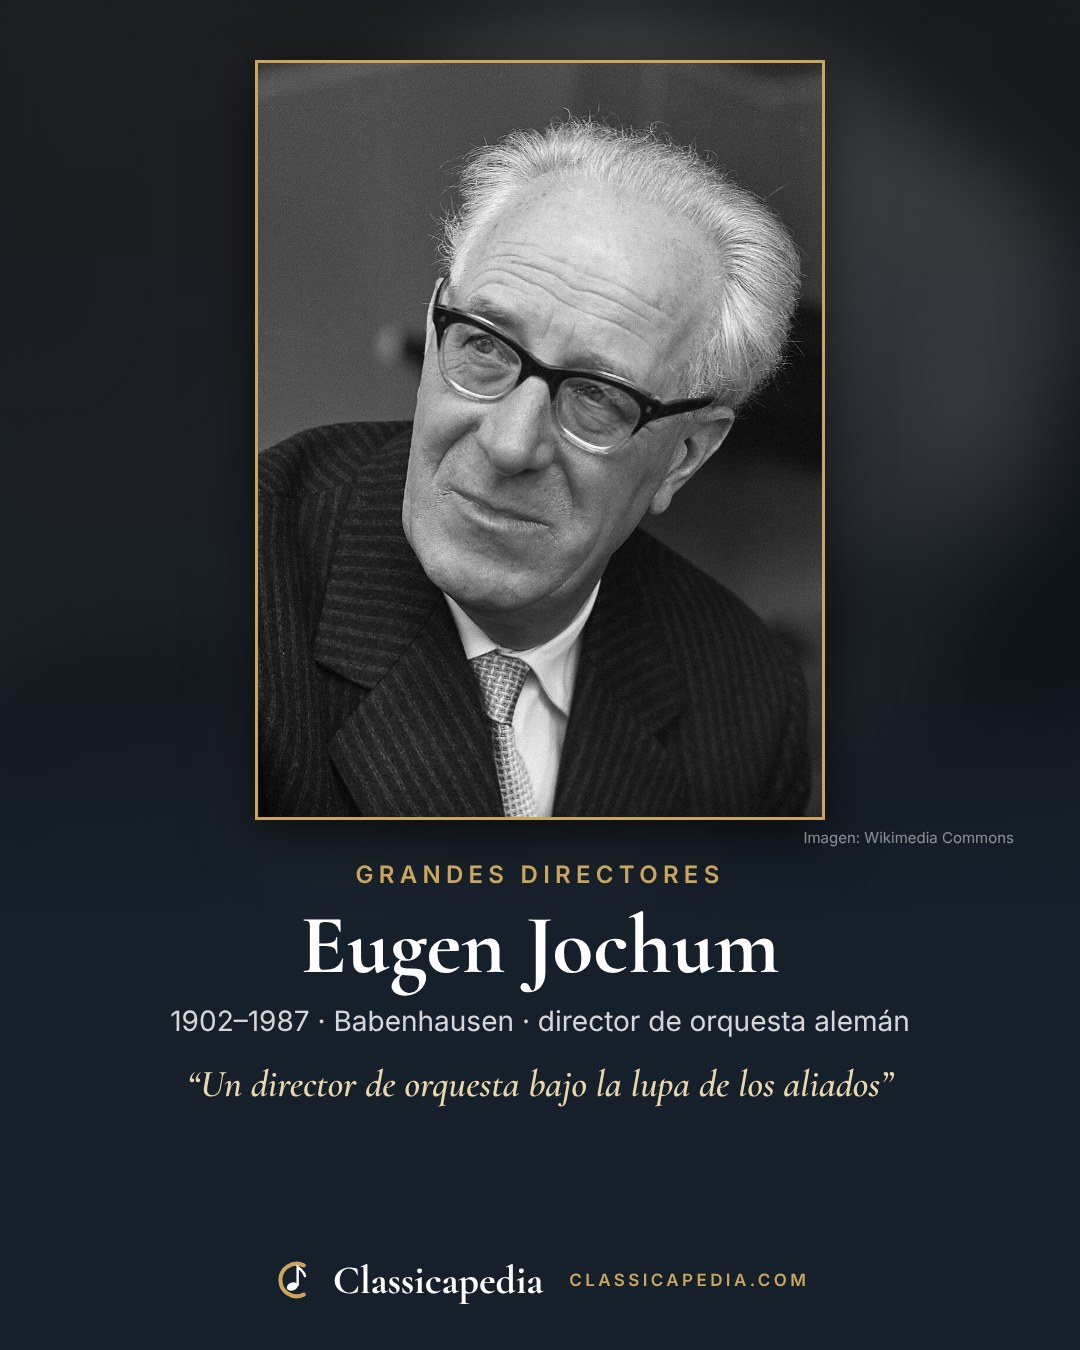 Imagen: Wikimedia Commons
GRANDES DIRECTORES
Eugen Jochum
1902–1987 · Babenhausen · director de orquesta alemán
“Un director de orquesta bajo la lupa de los aliados”
Classicapedia CLASSICAPEDIA.COM